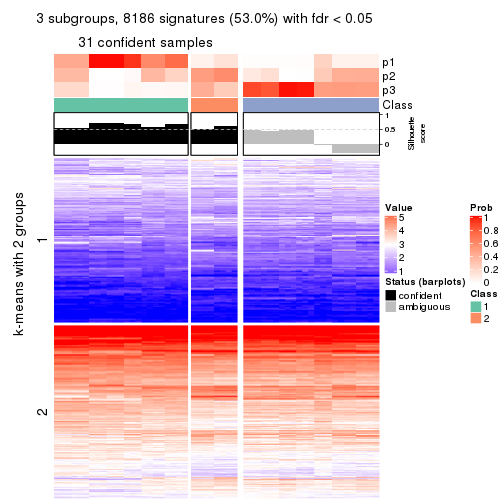 3 subgroups, 8186 signatures (53.0%) with fdr < 0.05
31 confident samples
p1
p2
p3
Class
1
0.5
0
Silhouette
score
k-means with 2 groups
1
2
Value
5
4
3
2
1
Status (barplots)
confident
ambiguous
Prob
1
0.8
0.6
0.4
0.2
0
Class
1
2